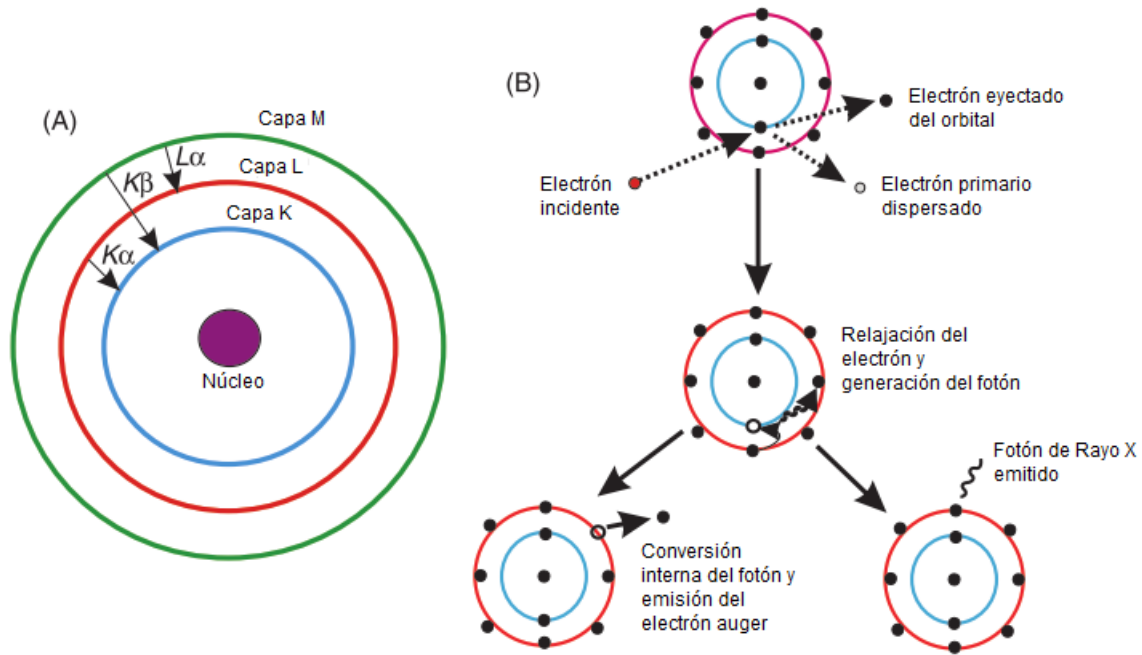 (A)
Capa M
Lα
Kβ
Capa L
Capa K
Kα
Núcleo
(B)
Electrón eyectado
del orbital
Electrón
incidente
Electrón primario
dispersado
Relajación del
electrón y
generación del fotón
Fotón de Rayo X
emitido
Conversión
interna del fotón y
emisión del
electrón auger